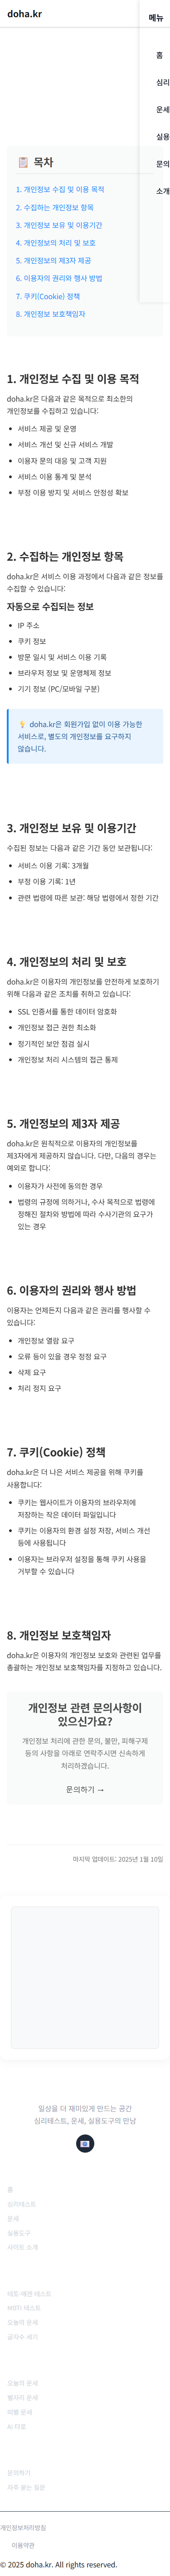 doha.kr
메뉴
홈
심리
운세
실용
문의
소개
📋 목차
1. 개인정보 수집 및 이용 목적
2. 수집하는 개인정보 항목
3. 개인정보 보유 및 이용기간
4. 개인정보의 처리 및 보호
5. 개인정보의 제3자 제공
6. 이용자의 권리와 행사 방법
7. 쿠키(Cookie) 정책
8. 개인정보 보호책임자
1. 개인정보 수집 및 이용 목적
doha.kr은 다음과 같은 목적으로 최소한의
개인정보를 수집하고 있습니다:
• 서비스 제공 및 운영
• 서비스 개선 및 신규 서비스 개발
• 이용자 문의 대응 및 고객 지원
• 서비스 이용 통계 및 분석
• 부정 이용 방지 및 서비스 안정성 확보
2. 수집하는 개인정보 항목
doha.kr은 서비스 이용 과정에서 다음과 같은 정보를
수집할 수 있습니다:
자동으로 수집되는 정보
• IP 주소
• 쿠키 정보
• 방문 일시 및 서비스 이용 기록
• 브라우저 정보 및 운영체제 정보
• 기기 정보 (PC/모바일 구분)
💡 doha.kr은 회원가입 없이 이용 가능한
서비스로, 별도의 개인정보를 요구하지
않습니다.
3. 개인정보 보유 및 이용기간
수집된 정보는 다음과 같은 기간 동안 보관됩니다:
• 서비스 이용 기록: 3개월
• 부정 이용 기록: 1년
• 관련 법령에 따른 보관: 해당 법령에서 정한 기간
4. 개인정보의 처리 및 보호
doha.kr은 이용자의 개인정보를 안전하게 보호하기
위해 다음과 같은 조치를 취하고 있습니다:
• SSL 인증서를 통한 데이터 암호화
• 개인정보 접근 권한 최소화
• 정기적인 보안 점검 실시
• 개인정보 처리 시스템의 접근 통제
5. 개인정보의 제3자 제공
doha.kr은 원칙적으로 이용자의 개인정보를
제3자에게 제공하지 않습니다. 다만, 다음의 경우는
예외로 합니다:
• 이용자가 사전에 동의한 경우
• 법령의 규정에 의하거나, 수사 목적으로 법령에
정해진 절차와 방법에 따라 수사기관의 요구가
있는 경우
6. 이용자의 권리와 행사 방법
이용자는 언제든지 다음과 같은 권리를 행사할 수
있습니다:
• 개인정보 열람 요구
• 오류 등이 있을 경우 정정 요구
• 삭제 요구
• 처리 정지 요구
7. 쿠키(Cookie) 정책
doha.kr은 더 나은 서비스 제공을 위해 쿠키를
사용합니다:
• 쿠키는 웹사이트가 이용자의 브라우저에
저장하는 작은 데이터 파일입니다
• 쿠키는 이용자의 환경 설정 저장, 서비스 개선
등에 사용됩니다
• 이용자는 브라우저 설정을 통해 쿠키 사용을
거부할 수 있습니다
8. 개인정보 보호책임자
doha.kr은 이용자의 개인정보 보호와 관련된 업무를
총괄하는 개인정보 보호책임자를 지정하고 있습니다.
개인정보 관련 문의사항이
있으신가요?
개인정보 처리에 관한 문의, 불만, 피해구제
등의 사항을 아래로 연락주시면 신속하게
처리하겠습니다.
문의하기 →
마지막 업데이트: 2025년 1월 10일
일상을 더 재미있게 만드는 공간
심리테스트, 운세, 실용도구의 만남
홈
심리테스트
운세
실용도구
사이트 소개
테토-에겐 테스트
MBTI 테스트
오늘의 운세
글자수 세기
오늘의 운세
별자리 운세
띠별 운세
AI 타로
문의하기
자주 묻는 질문
개인정보처리방침
이용약관
© 2025 doha.kr. All rights reserved.